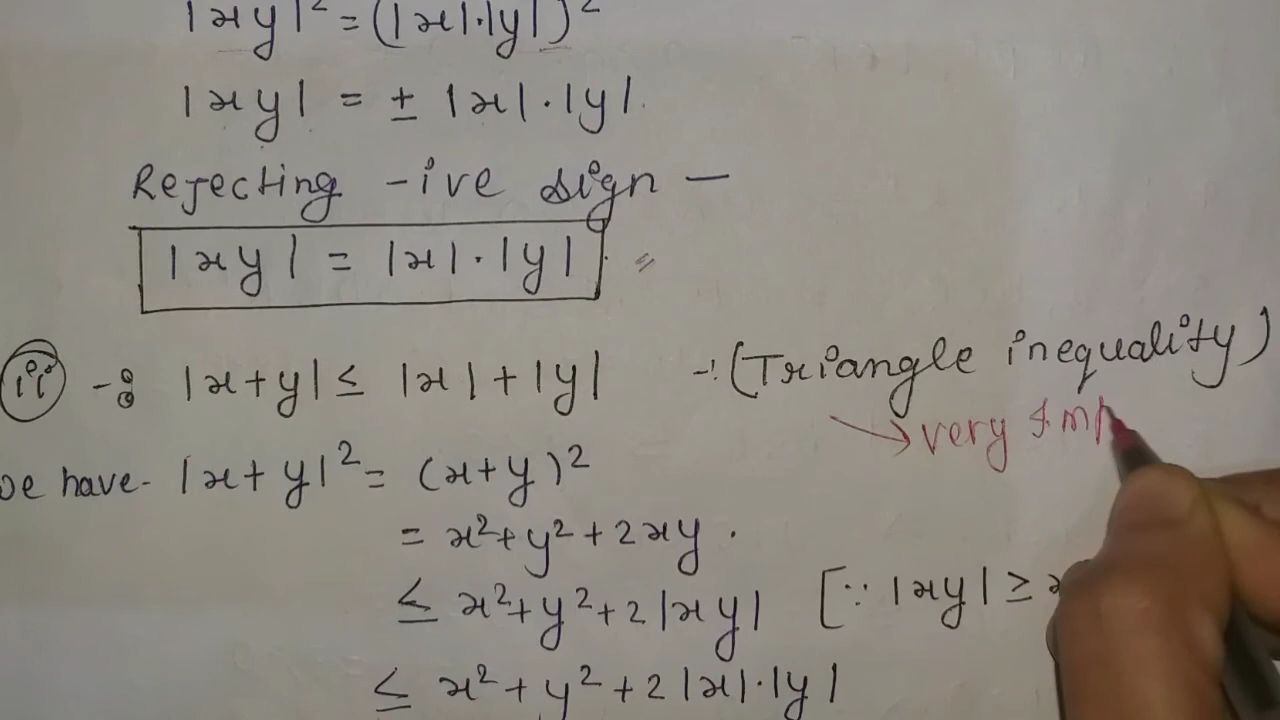 |xy|² = (|x|·|y|)²
|xy| = ± |x|·|y|.
Rejecting -ive sign —
|xy| = |x|·|y|
(ii) -: |x+y| ≤ |x|+|y| -: (Triangle inequality)
→ very Imp
we have- |x+y|² = (x+y)²
= x²+y²+2xy.
≤ x²+y²+2|xy| [∵ |xy| ≥ x
≤ x²+y²+2|x|·|y|